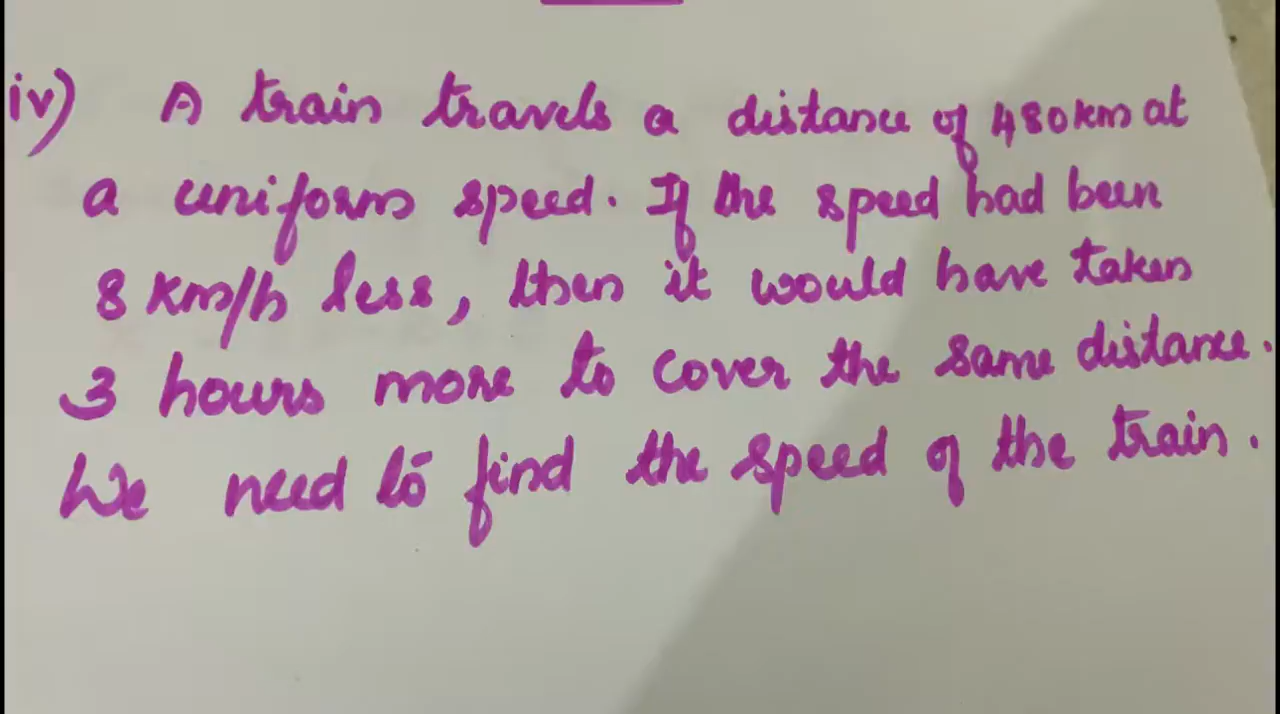 iv) A train travels a distance of 480km at
a uniform speed. If the speed had been
8 Km/h less, then it would have taken
3 hours more to cover the same distance.
We need to find the speed of the train.